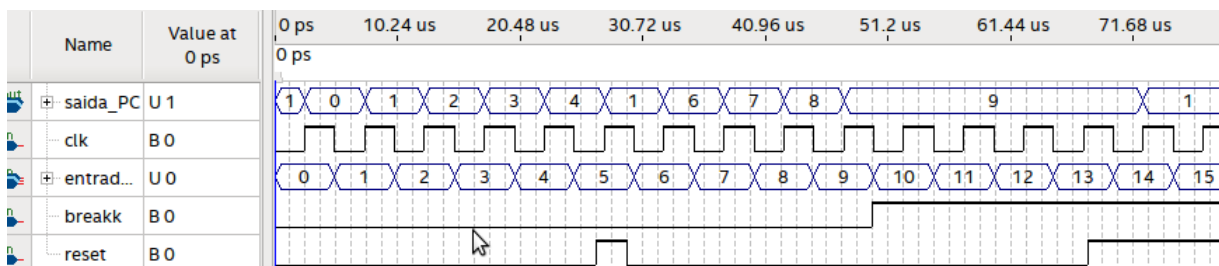 Name Value at 0 ps 0 ps 10.24 us 20.48 us 30.72 us 40.96 us 51.2 us 61.44 us 71.68 us
0 ps
saida_PC U 1 1 0 1 2 3 4 1 6 7 8 9 1
clk B 0
entrad... U 0 0 1 2 3 4 5 6 7 8 9 10 11 12 13 14 15
breakk B 0
reset B 0